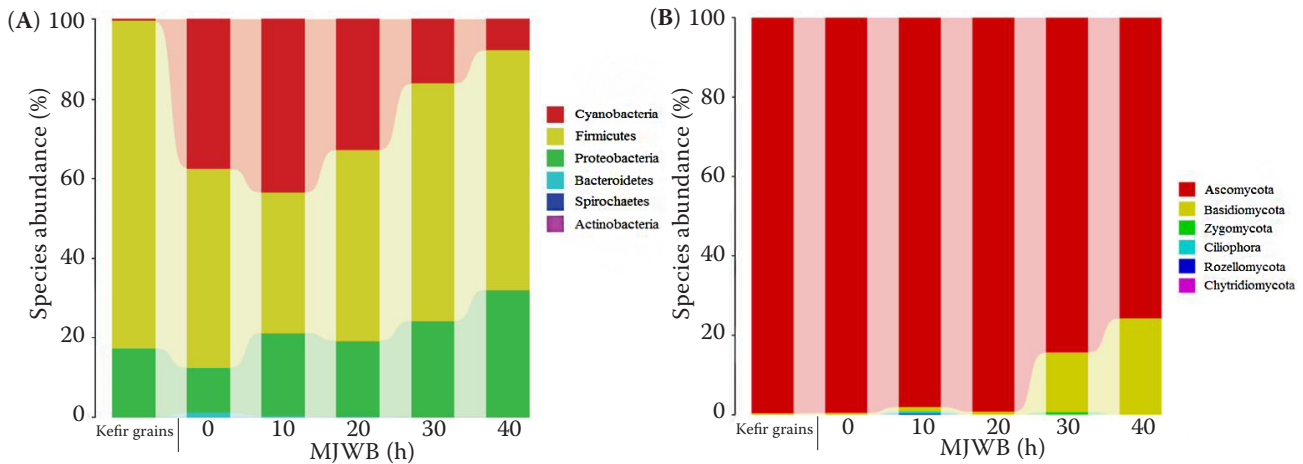 (A)
Species abundance (%)
100
80
60
40
20
0
Kefir grains
0 10 20 30 40
MJWB (h)
Cyanobacteria
Firmicutes
Proteobacteria
Bacteroidetes
Spirochaetes
Actinobacteria
(B)
Species abundance (%)
100
80
60
40
20
0
Kefir grains
0 10 20 30 40
MJWB (h)
Ascomycota
Basidiomycota
Zygomycota
Ciliophora
Rozellomycota
Chytridiomycota